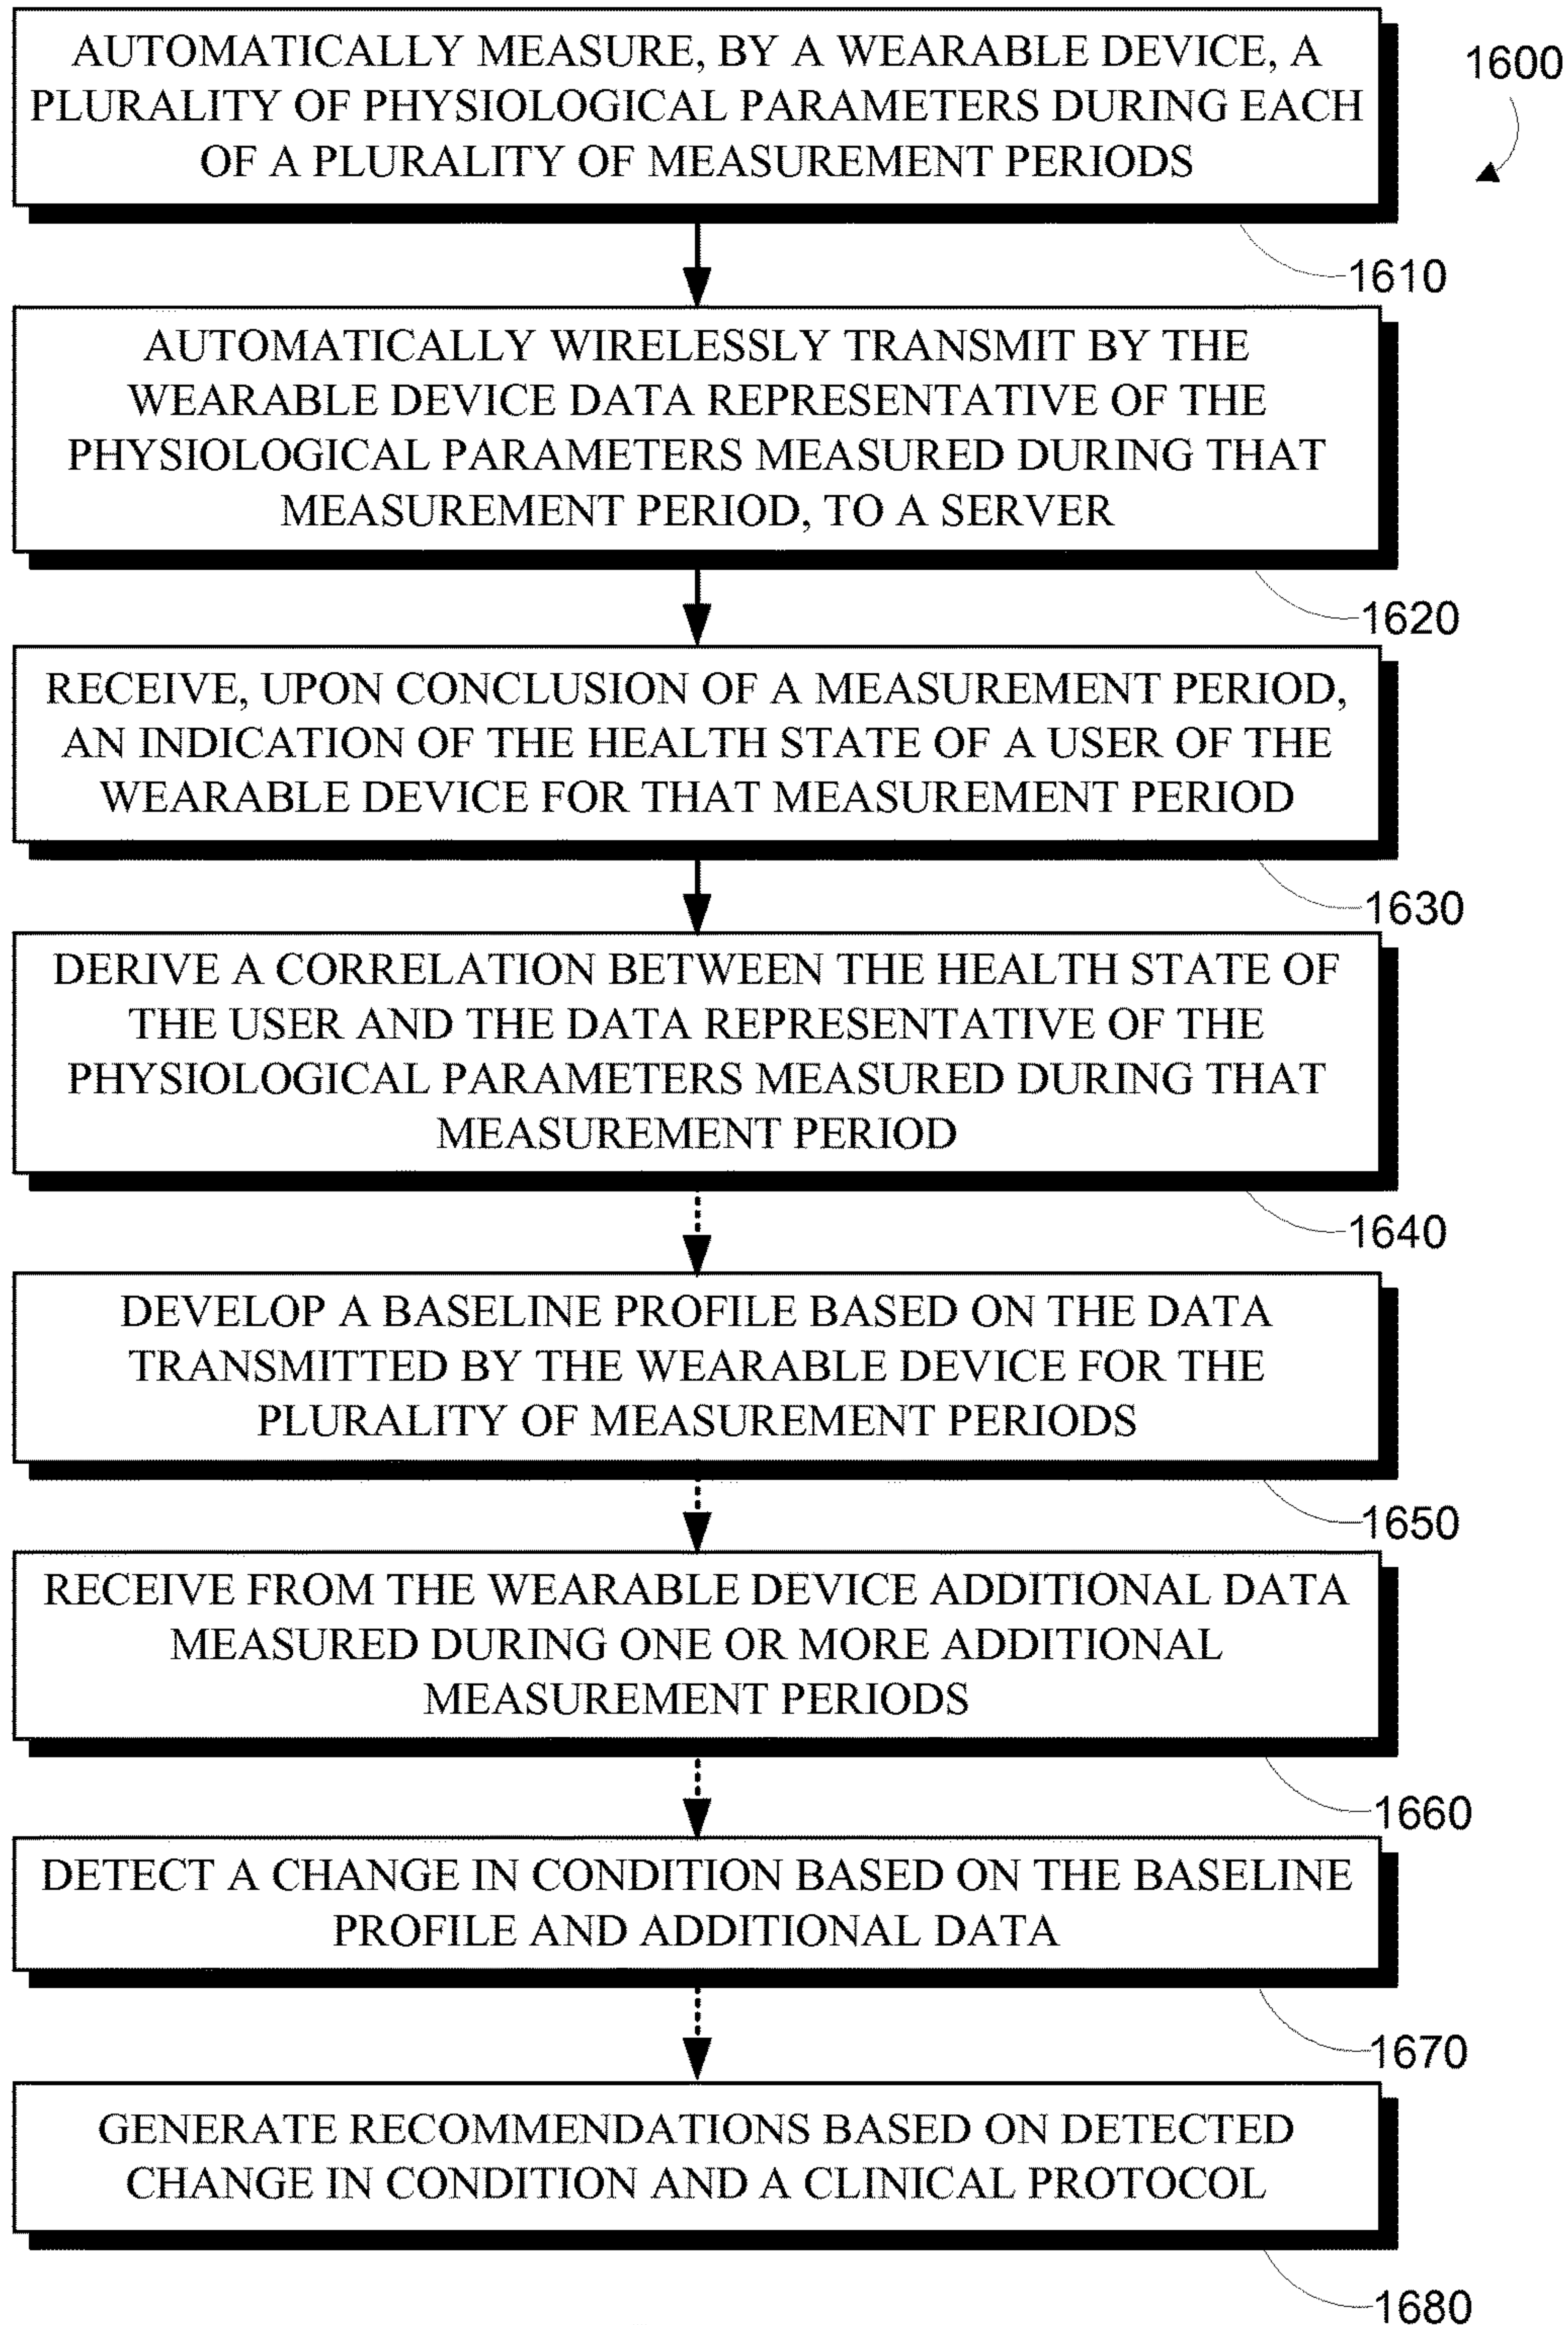 AUTOMATICALLY MEASURE, BY A WEARABLE DEVICE, A
PLURALITY OF PHYSIOLOGICAL PARAMETERS DURING EACH
OF A PLURALITY OF MEASUREMENT PERIODS
1600
1610
AUTOMATICALLY WIRELESSLY TRANSMIT BY THE
WEARABLE DEVICE DATA REPRESENTATIVE OF THE
PHYSIOLOGICAL PARAMETERS MEASURED DURING THAT
MEASUREMENT PERIOD, TO A SERVER
1620
RECEIVE, UPON CONCLUSION OF A MEASUREMENT PERIOD,
AN INDICATION OF THE HEALTH STATE OF A USER OF THE
WEARABLE DEVICE FOR THAT MEASUREMENT PERIOD
1630
DERIVE A CORRELATION BETWEEN THE HEALTH STATE OF
THE USER AND THE DATA REPRESENTATIVE OF THE
PHYSIOLOGICAL PARAMETERS MEASURED DURING THAT
MEASUREMENT PERIOD
1640
DEVELOP A BASELINE PROFILE BASED ON THE DATA
TRANSMITTED BY THE WEARABLE DEVICE FOR THE
PLURALITY OF MEASUREMENT PERIODS
1650
RECEIVE FROM THE WEARABLE DEVICE ADDITIONAL DATA
MEASURED DURING ONE OR MORE ADDITIONAL
MEASUREMENT PERIODS
1660
DETECT A CHANGE IN CONDITION BASED ON THE BASELINE
PROFILE AND ADDITIONAL DATA
1670
GENERATE RECOMMENDATIONS BASED ON DETECTED
CHANGE IN CONDITION AND A CLINICAL PROTOCOL
1680